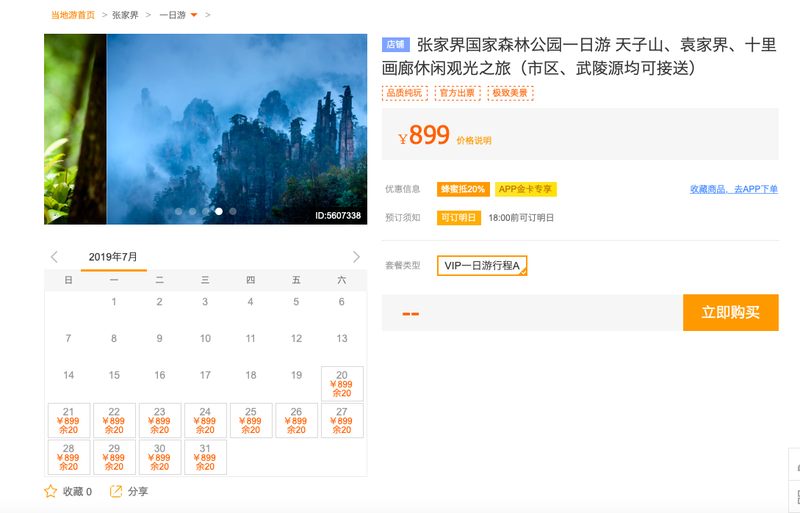 当地游首页 > 张家界 > 一日游 >
店铺 张家界国家森林公园一日游 天子山、袁家界、十里
画廊休闲观光之旅（市区、武陵源均可接送）
品质纯玩 官方出票 极致美景
¥899 价格说明
ID:5607338
优惠信息 蜂蜜抵20% APP金卡专享 收藏商品，去APP下单
预订须知 可订明日 18:00前可订明日
套餐类型 VIP一日游行程A
-- 立即购买
2019年7月
日 一 二 三 四 五 六
1 2 3 4 5 6
7 8 9 10 11 12 13
14 15 16 17 18 19 20
¥899
余20
21 22 23 24 25 26 27
¥899 ¥899 ¥899 ¥899 ¥899 ¥899 ¥899
余20 余20 余20 余20 余20 余20 余20
28 29 30 31
¥899 ¥899 ¥899 ¥899
余20 余20 余20 余20
收藏 0 分享